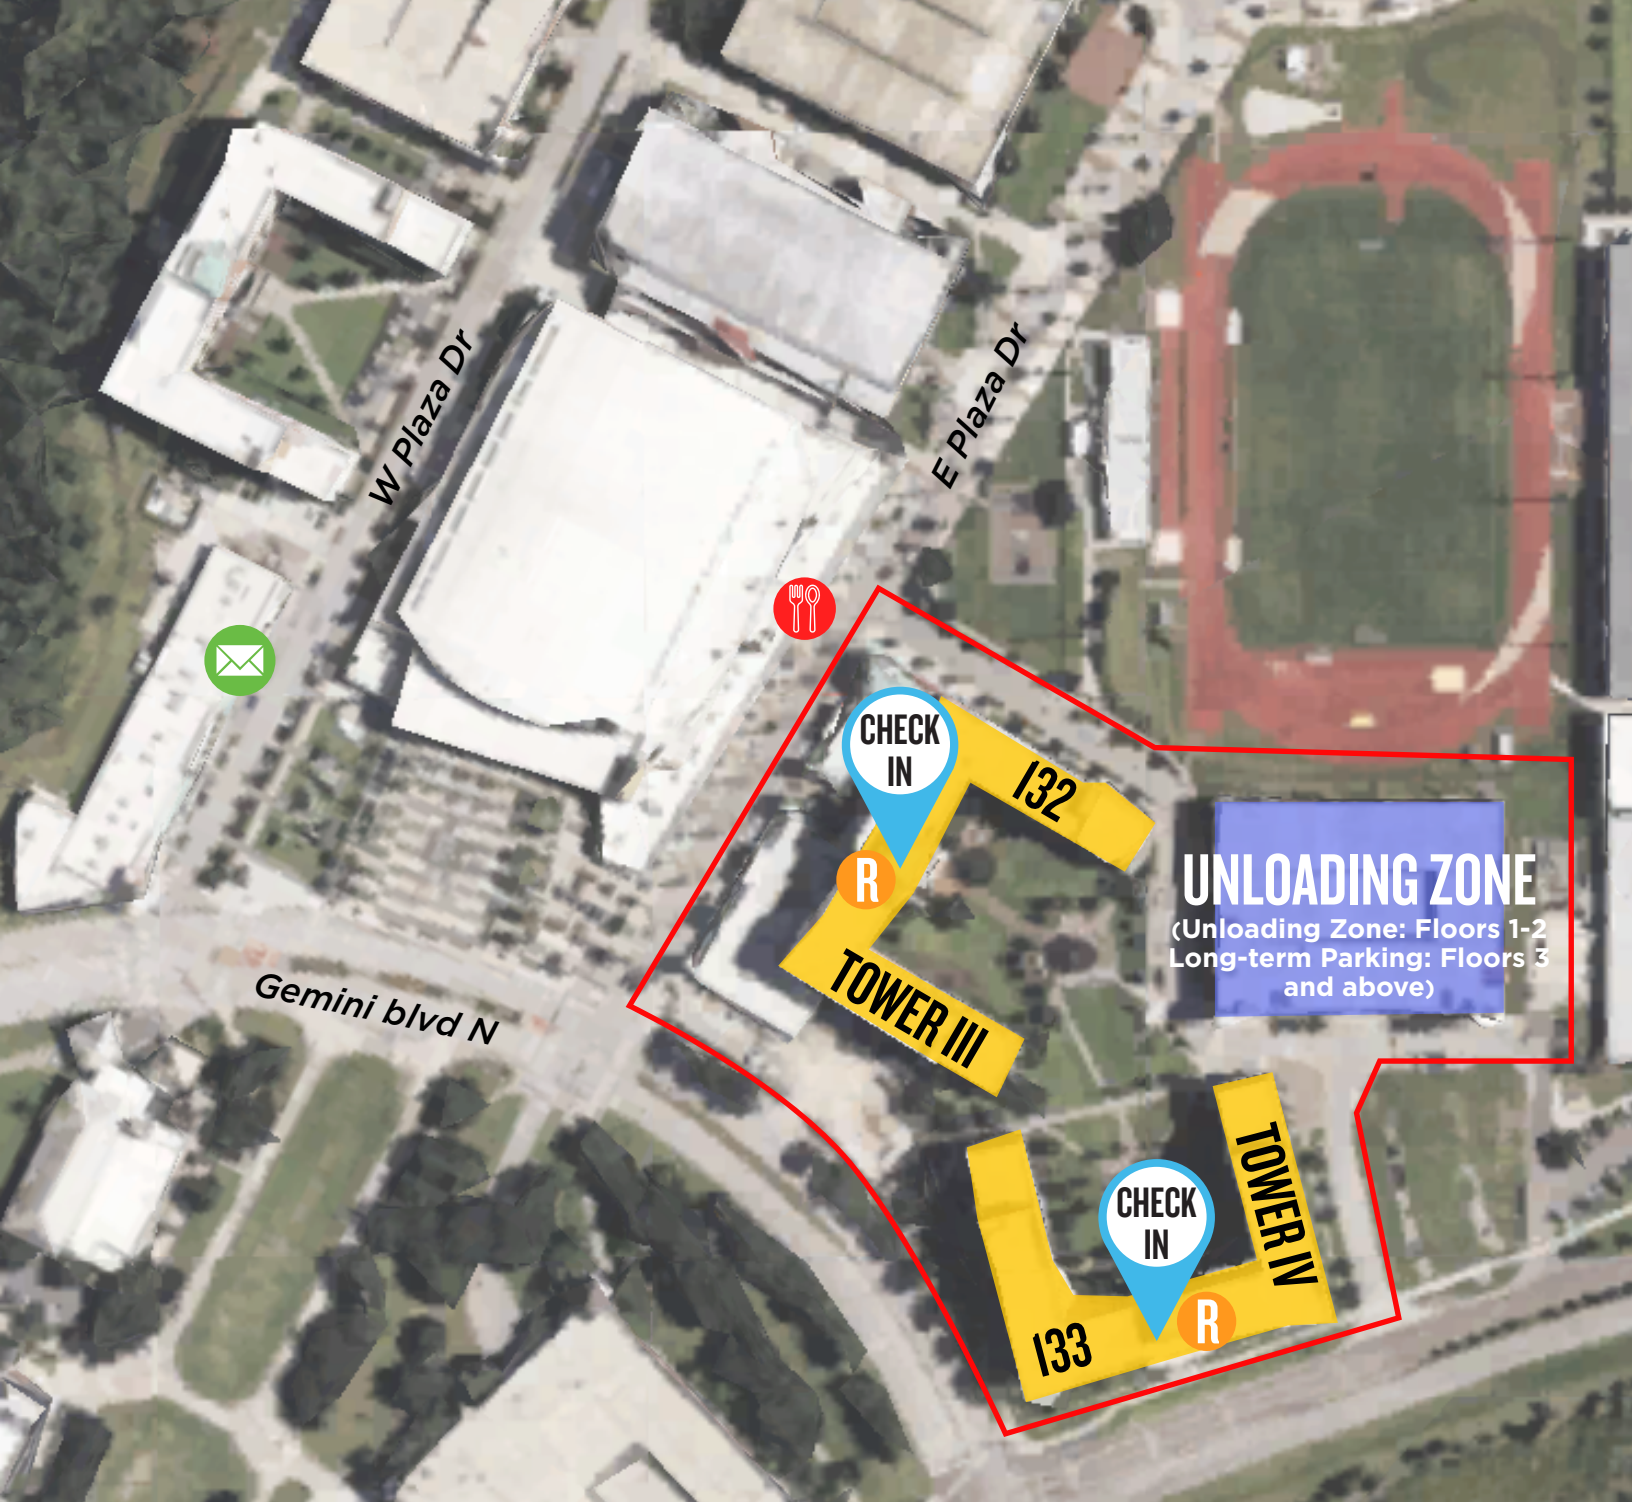 W Plaza Dr
E Plaza Dr
CHECK
IN
132
R
TOWER III
UNLOADING ZONE
(Unloading Zone: Floors 1-2
Long-term Parking: Floors 3
and above)
Gemini blvd N
TOWER IV
CHECK
IN
R
133